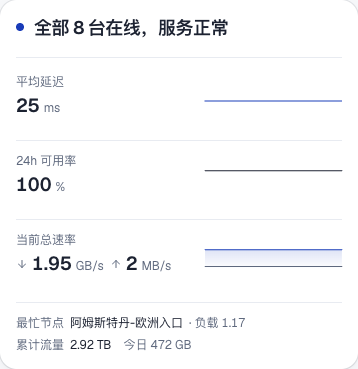 全部 8 台在线，服务正常
平均延迟
25 ms
24h 可用率
100 %
当前总速率
↓ 1.95 GB/s ↑ 2 MB/s
最忙节点 阿姆斯特丹-欧洲入口 · 负载 1.17
累计流量 2.92 TB 今日 472 GB